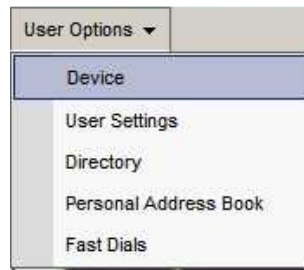 User Options ▼
Device
User Settings
Directory
Personal Address Book
Fast Dials